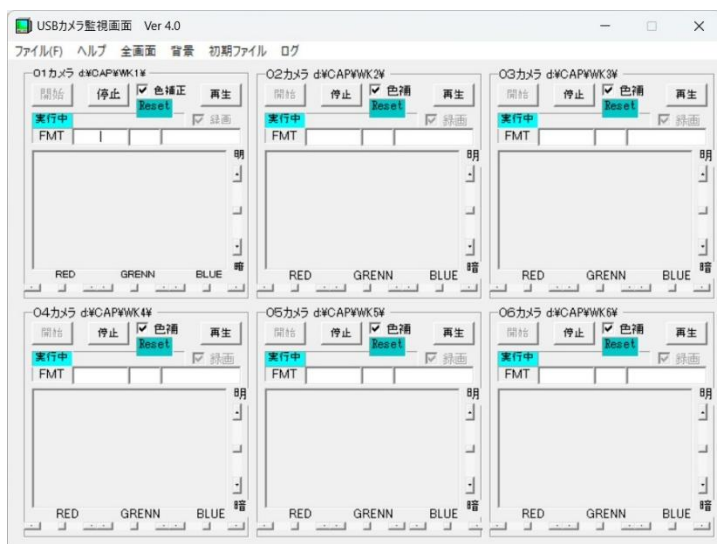 USBカメラ監視画面 Ver 4.0
ファイル(F) ヘルプ 全画面 背景 初期ファイル ログ
01カメラ d:¥CAP¥WK1¥
開始 停止 色補正 再生
Reset
実行中 録画
FMT
明
暗
RED GRENN BLUE
02カメラ d:¥CAP¥WK2¥
開始 停止 色補 再生
Reset
実行中 録画
FMT
明
暗
RED GRENN BLUE
03カメラ d:¥CAP¥WK3¥
開始 停止 色補 再生
Reset
実行中 録画
FMT
明
暗
RED GRENN BLUE
04カメラ d:¥CAP¥WK4¥
開始 停止 色補 再生
Reset
実行中 録画
FMT
明
暗
RED GRENN BLUE
05カメラ d:¥CAP¥WK5¥
開始 停止 色補 再生
Reset
実行中 録画
FMT
明
暗
RED GRENN BLUE
06カメラ d:¥CAP¥WK6¥
開始 停止 色補 再生
Reset
実行中 録画
FMT
明
暗
RED GRENN BLUE